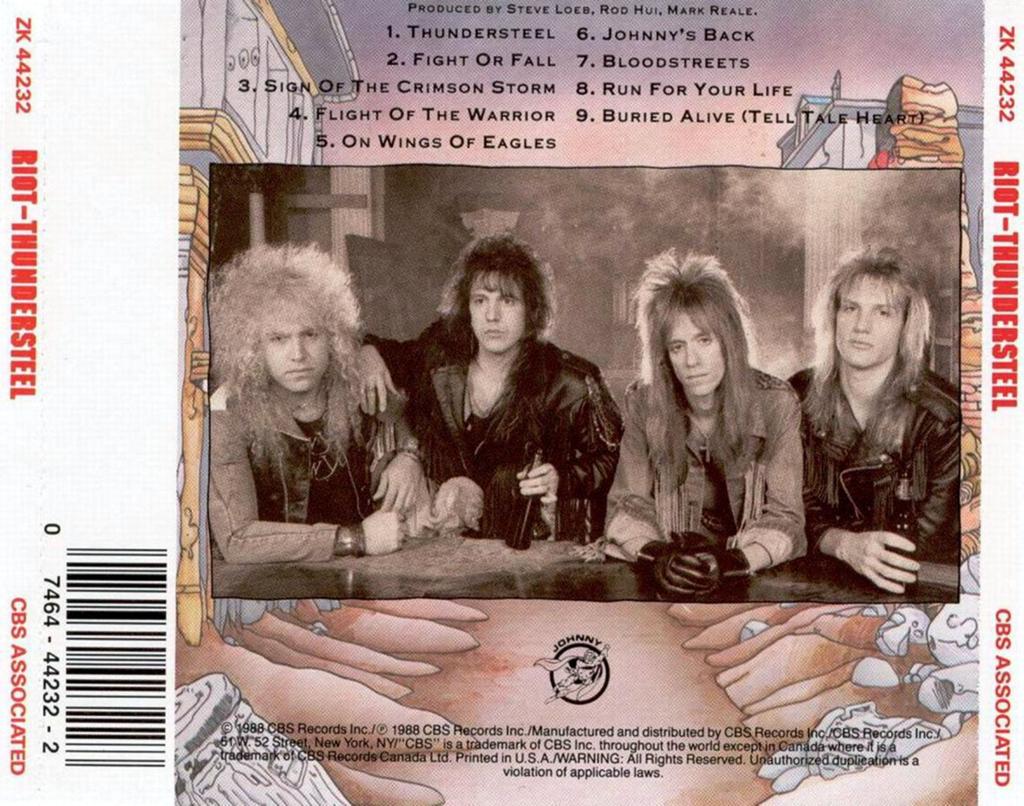 PRODUCED BY STEVE LOEB, ROD HUI, MARK REALE.
1. THUNDERSTEEL
2. FIGHT OR FALL
3. SIGN OF THE CRIMSON STORM
4. FLIGHT OF THE WARRIOR
5. ON WINGS OF EAGLES
6. JOHNNY'S BACK
7. BLOODSTREETS
8. RUN FOR YOUR LIFE
9. BURIED ALIVE (TELL TALE HEART)
ZK 44232
RIOT-THUNDERSTEEL
CBS ASSOCIATED
0 7464-44232-2
ZK 44232
RIOT-THUNDERSTEEL
CBS ASSOCIATED
JOHNNY
© 1988 CBS Records Inc./℗ 1988 CBS Records Inc./Manufactured and distributed by CBS Records Inc./CBS Records Inc./
51 W. 52 Street, New York, NY/"CBS" is a trademark of CBS Inc. throughout the world except in Canada where it is a
trademark of CBS Records Canada Ltd. Printed in U.S.A./WARNING: All Rights Reserved. Unauthorized duplication is a
violation of applicable laws.